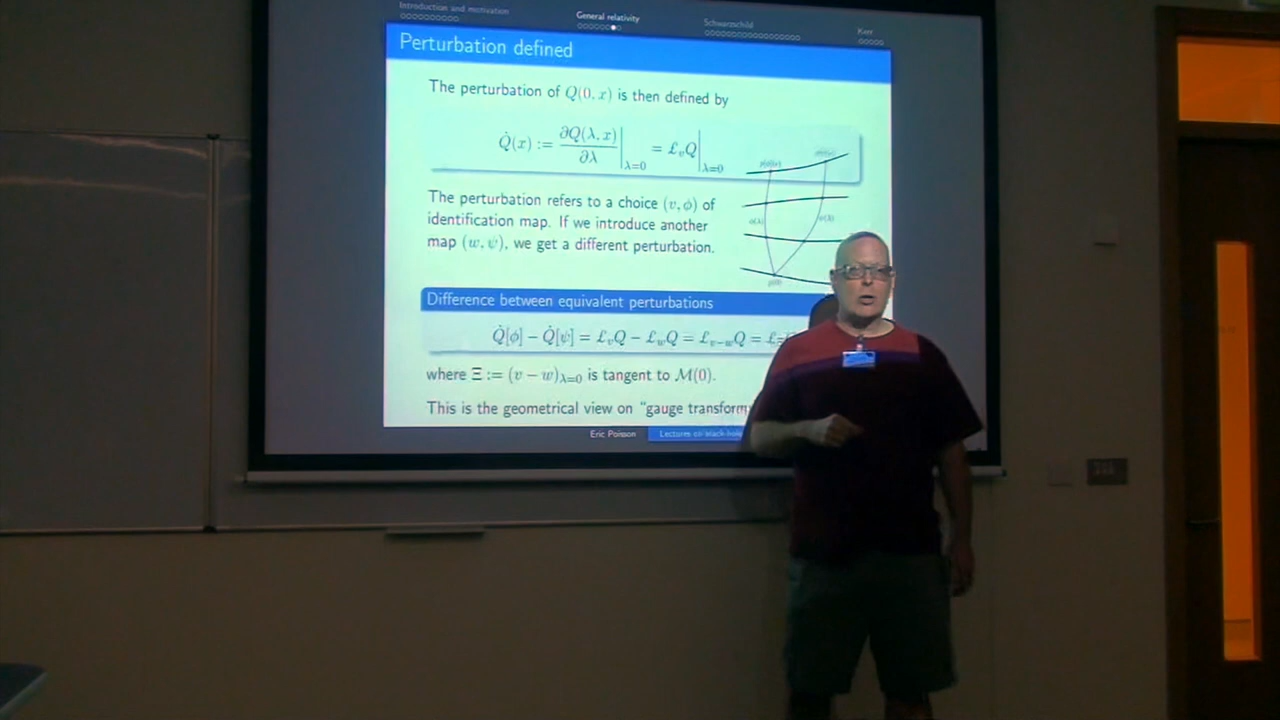 Introduction and motivation
General relativity
Schwarzschild
Kerr
Perturbation defined
The perturbation of Q(0, x) is then defined by
Q̇(x) := ∂Q(λ, x)/∂λ |λ=0 = £vQ |λ=0
The perturbation refers to a choice (v, ϕ) of
identification map. If we introduce another
map (w, ψ), we get a different perturbation.
Difference between equivalent perturbations
Q̇[ϕ] − Q̇[ψ] = £vQ − £wQ = £v−wQ =
where Ξ := (v − w)λ=0 is tangent to M(0).
This is the geometrical view on "gauge
Eric Poisson
Lectures on black